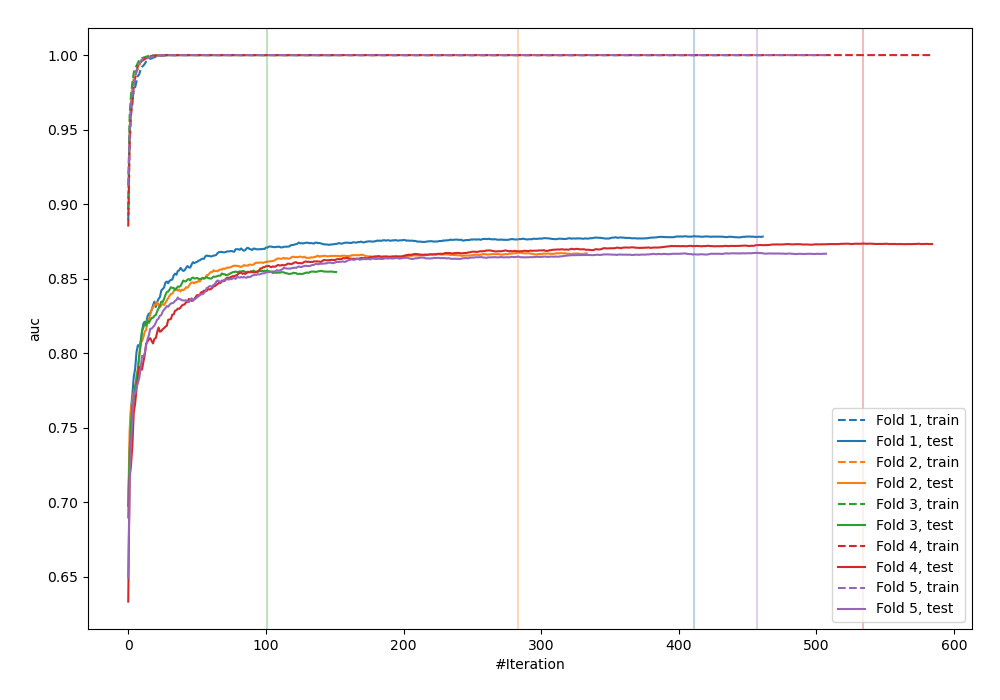 1.00
0.95
0.90
0.85
0.80
0.75
0.70
0.65
auc
0
100
200
300
400
500
600
#Iteration
Fold 1, train
Fold 1, test
Fold 2, train
Fold 2, test
Fold 3, train
Fold 3, test
Fold 4, train
Fold 4, test
Fold 5, train
Fold 5, test